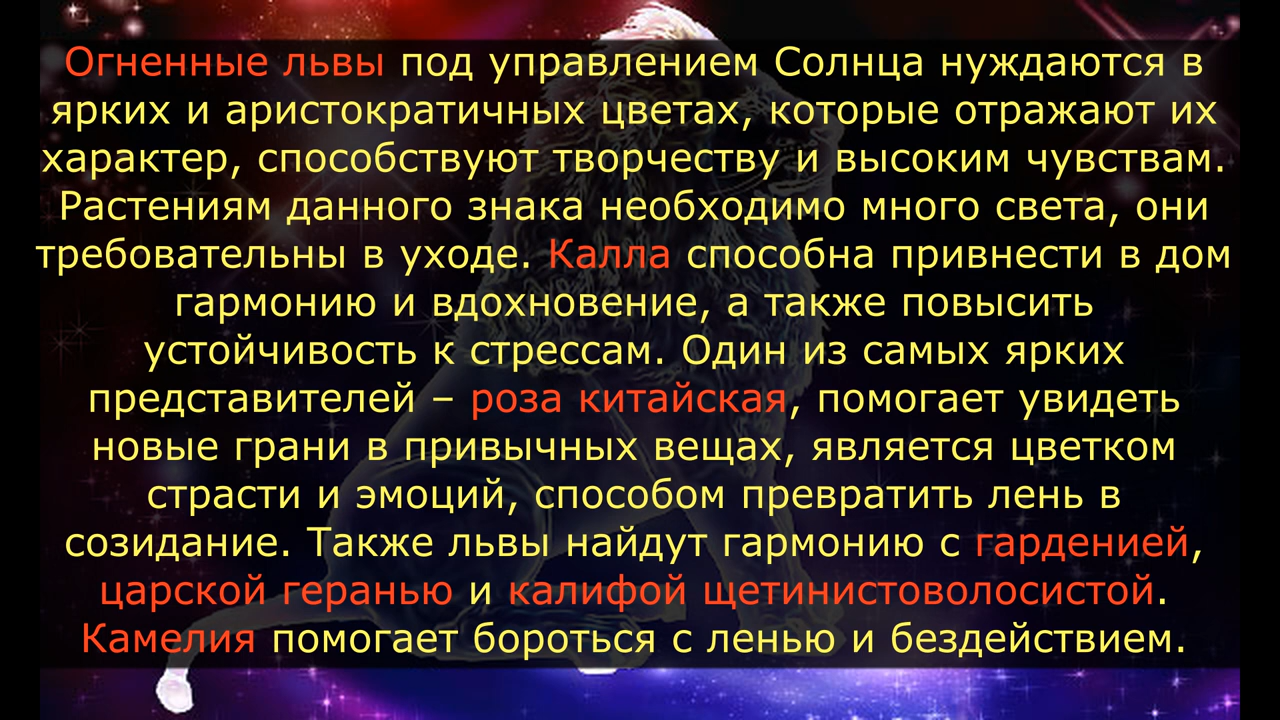 Огненные львы под управлением Солнца нуждаются в
ярких и аристократичных цветах, которые отражают их
характер, способствуют творчеству и высоким чувствам.
Растениям данного знака необходимо много света, они
требовательны в уходе. Калла способна привнести в дом
гармонию и вдохновение, а также повысить
устойчивость к стрессам. Один из самых ярких
представителей – роза китайская, помогает увидеть
новые грани в привычных вещах, является цветком
страсти и эмоций, способом превратить лень в
созидание. Также львы найдут гармонию с гарденией,
царской геранью и калифой щетинистоволосистой.
Камелия помогает бороться с ленью и бездействием.